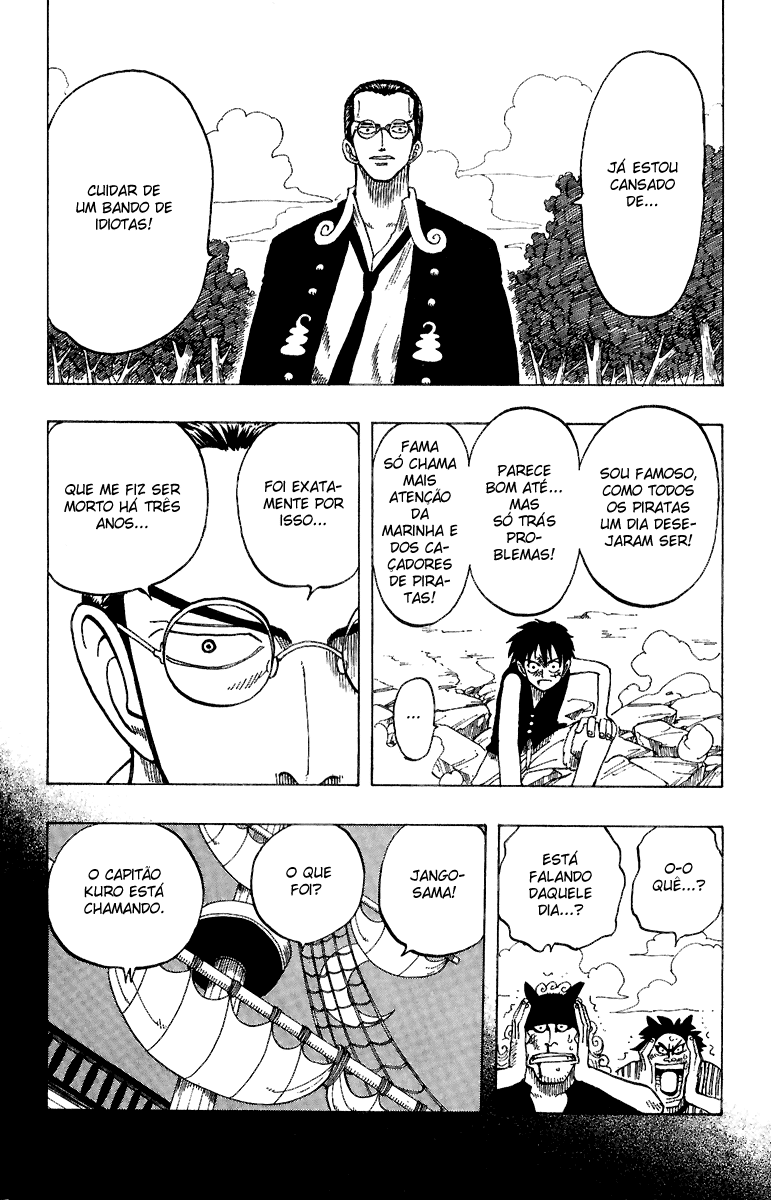 JÁ ESTOU
CANSADO
DE...
CUIDAR DE
UM BANDO DE
IDIOTAS!
SOU FAMOSO,
COMO TODOS
OS PIRATAS
UM DIA DESE-
JARAM SER!
PARECE
BOM ATÉ...
MAS
SÓ TRÁS
PRO-
BLEMAS!
FAMA
SÓ CHAMA
MAIS
ATENÇÃO
DA
MARINHA E
DOS CA-
ÇADORES
DE PIRA-
TAS!
...
FOI EXATA-
MENTE POR
ISSO...
QUE ME FIZ SER
MORTO HÁ TRÊS
ANOS...
O-O
QUÊ...?
ESTÁ
FALANDO
DAQUELE
DIA...?
JANGO-
SAMA!
O QUE
FOI?
O CAPITÃO
KURO ESTÁ
CHAMANDO.